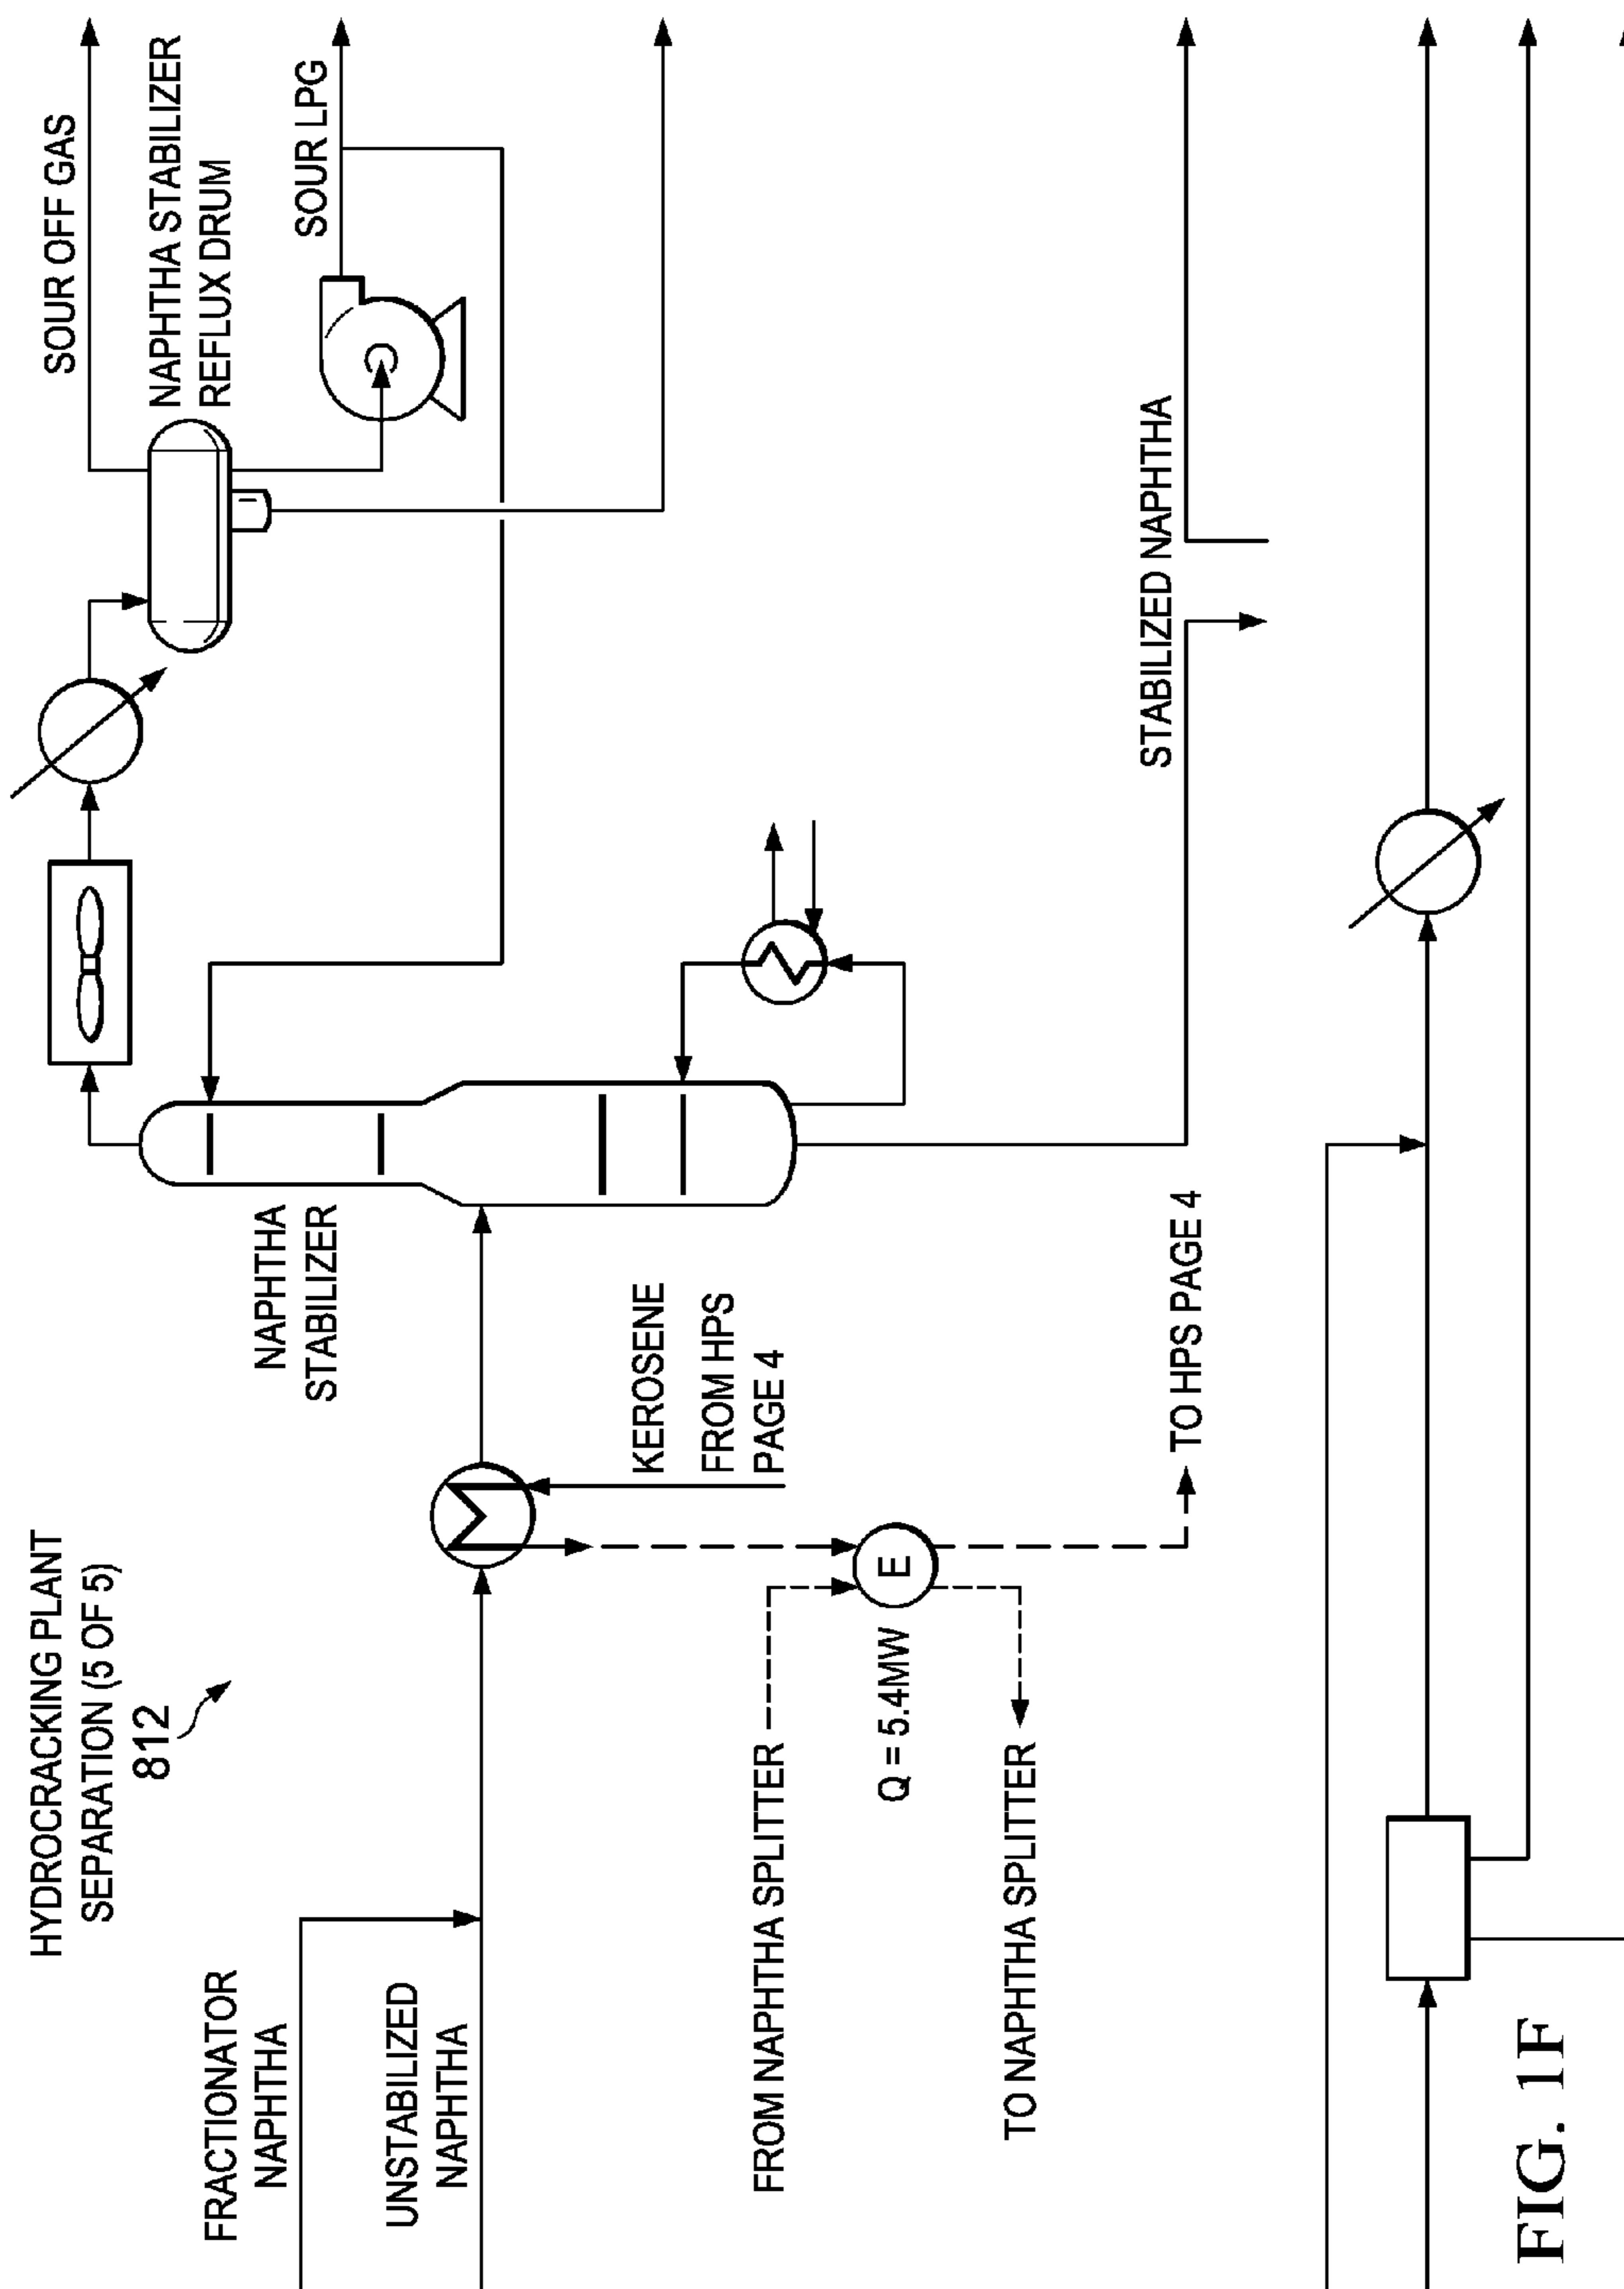 HYDROCRACKING PLANT
SEPARATION (5 OF 5)
812
FRACTIONATOR
NAPHTHA
UNSTABILIZED
NAPHTHA
NAPHTHA
STABILIZER
SOUR OFF GAS
NAPHTHA STABILIZER
REFLUX DRUM
SOUR LPG
KEROSENE
FROM HPS
PAGE 4
FROM NAPHTHA SPLITTER
E
Q = 5.4MW
TO NAPHTHA SPLITTER
TO HPS PAGE 4
STABILIZED NAPHTHA
FIG. 1F